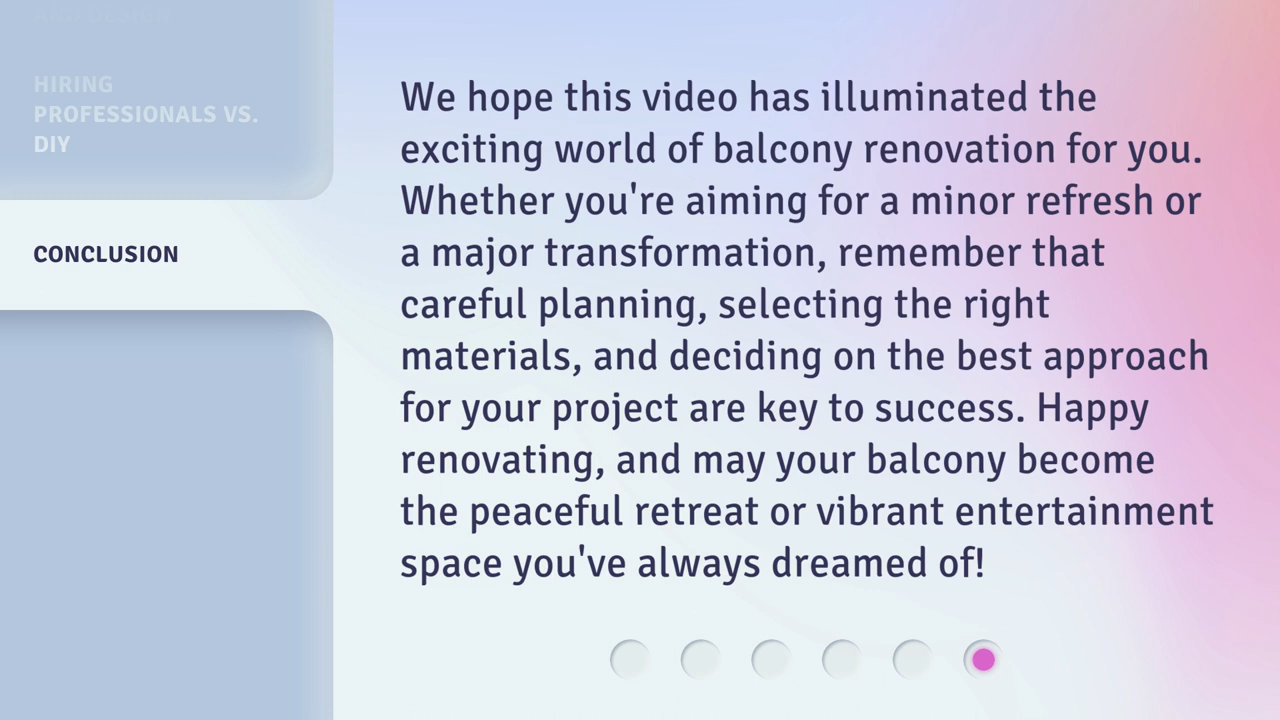 HIRING
PROFESSIONALS VS.
DIY
CONCLUSION
We hope this video has illuminated the
exciting world of balcony renovation for you.
Whether you're aiming for a minor refresh or
a major transformation, remember that
careful planning, selecting the right
materials, and deciding on the best approach
for your project are key to success. Happy
renovating, and may your balcony become
the peaceful retreat or vibrant entertainment
space you've always dreamed of!